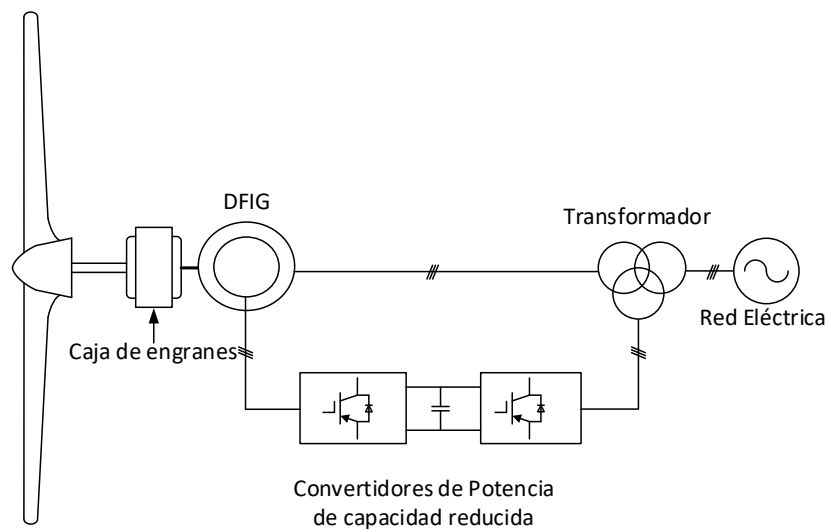 DFIG
Transformador
Red Eléctrica
Caja de engranes
Convertidores de Potencia
de capacidad reducida